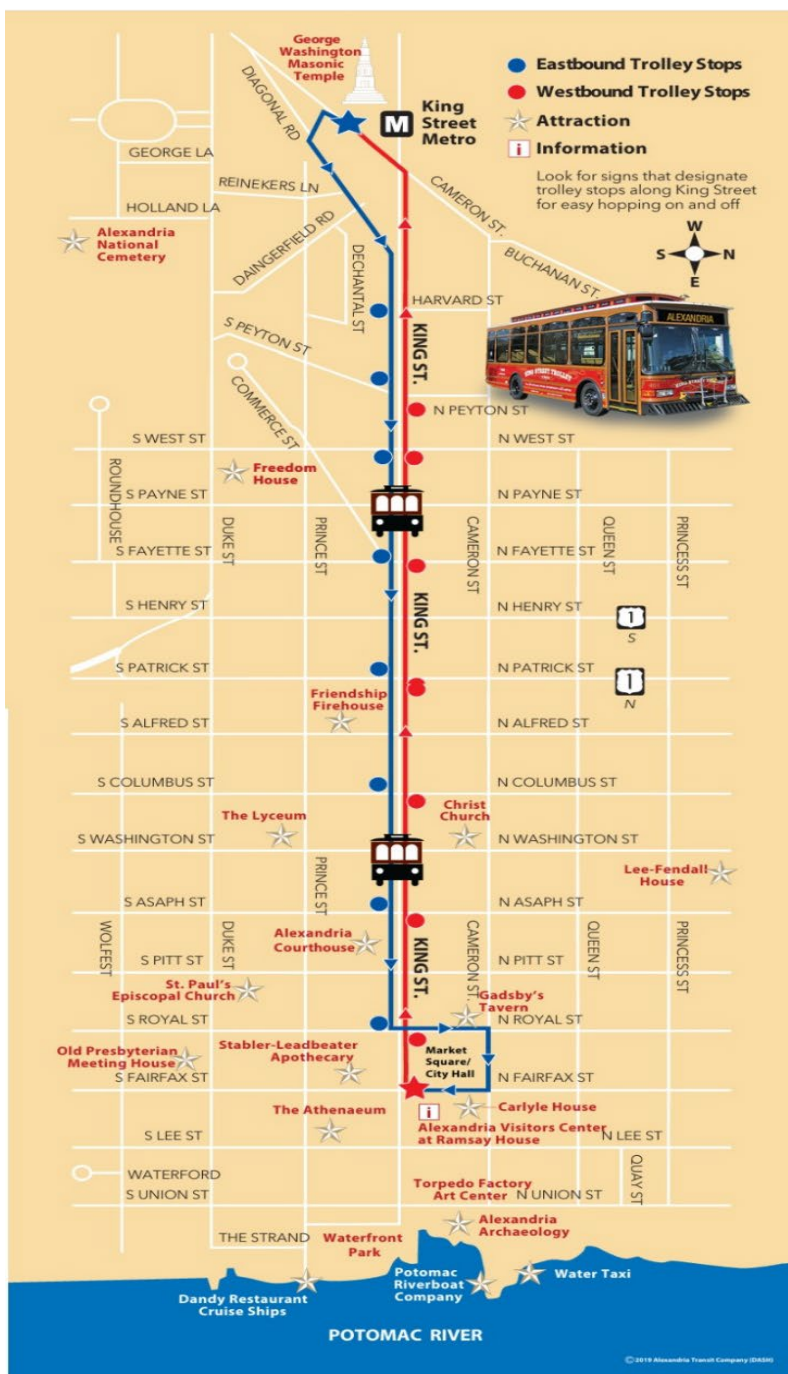 George
Washington
Masonic
Temple
Eastbound Trolley Stops
Westbound Trolley Stops
Attraction
i Information
Look for signs that designate
trolley stops along King Street
for easy hopping on and off
M
King
Street
Metro
DIAGONAL RD
GEORGE LA
REINEKERS LN
HOLLAND LA
CAMERON ST.
W
S
N
E
Alexandria
National
Cemetery
DAINGERFIELD RD
DECHANTAL ST
BUCHANAN ST.
HARVARD ST
ALEXANDRIA
KING STREET TROLLEY
S PEYTON ST
KING ST.
COMMERCE ST
N PEYTON ST
S WEST ST
N WEST ST
ROUNDHOUSE
Freedom
House
S PAYNE ST
N PAYNE ST
DUKE ST
PRINCE ST
CAMERON ST
QUEEN ST
PRINCESS ST
S FAYETTE ST
N FAYETTE ST
KING ST.
S HENRY ST
N HENRY ST
1
S
S PATRICK ST
N PATRICK ST
1
N
Friendship
Firehouse
S ALFRED ST
N ALFRED ST
S COLUMBUS ST
N COLUMBUS ST
The Lyceum
Christ
Church
S WASHINGTON ST
N WASHINGTON ST
PRINCE ST
Lee-Fendall
House
S ASAPH ST
N ASAPH ST
WOLFEST
DUKE ST
Alexandria
Courthouse
KING ST.
CAMERON ST.
QUEEN ST
PRINCESS ST
S PITT ST
N PITT ST
St. Paul's
Episcopal Church
Gadsby's
Tavern
S ROYAL ST
N ROYAL ST
Old Presbyterian
Meeting House
Stabler-Leadbeater
Apothecary
Market
Square/
City Hall
S FAIRFAX ST
N FAIRFAX ST
The Athenaeum
i
Carlyle House
Alexandria Visitors Center
at Ramsay House
S LEE ST
N LEE ST
WATERFORD
QUAY ST
S UNION ST
Torpedo Factory
Art Center
N UNION ST
THE STRAND
Waterfront
Park
Alexandria
Archaeology
Dandy Restaurant
Cruise Ships
Potomac
Riverboat
Company
Water Taxi
POTOMAC RIVER
©2019 Alexandria Transit Company (DASH)